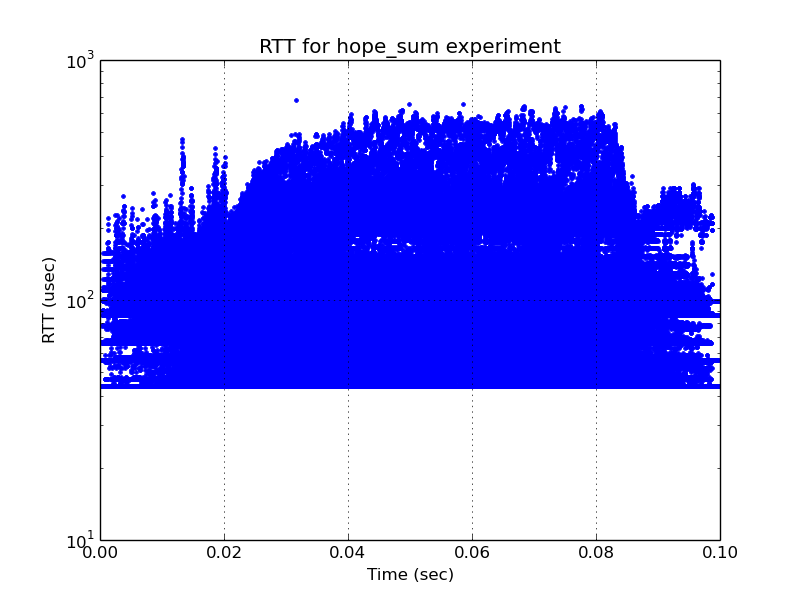 RTT for hope_sum experiment
10^3
10^2
10^1
RTT (usec)
0.00 0.02 0.04 0.06 0.08 0.10
Time (sec)